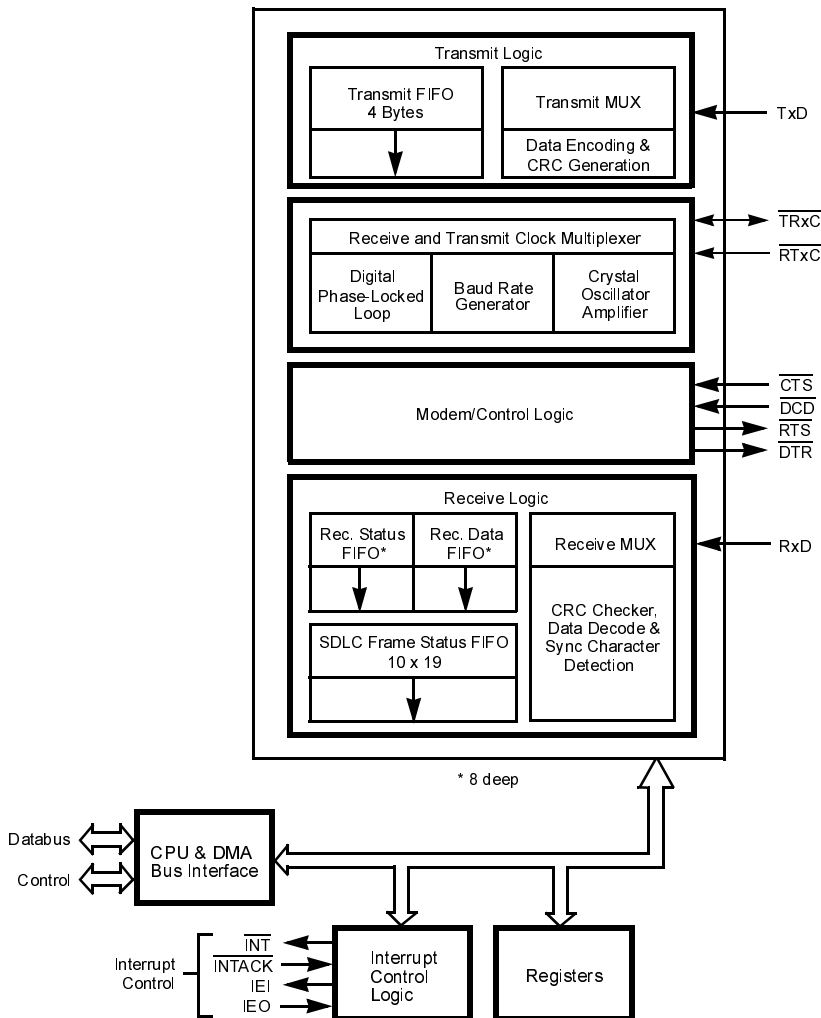 Transmit Logic
Transmit FIFO
4 Bytes
Transmit MUX
Data Encoding &
CRC Generation
TxD
TRxC
RTxC
Receive and Transmit Clock Multiplexer
Digital
Phase-Locked
Loop
Baud Rate
Generator
Crystal
Oscillator
Amplifier
Modem/Control Logic
CTS
DCD
RTS
DTR
Receive Logic
Rec. Status
FIFO*
Rec. Data
FIFO*
Receive MUX
RxD
SDLC Frame Status FIFO
10 x 19
CRC Checker,
Data Decode &
Sync Character
Detection
* 8 deep
Databus
Control
CPU & DMA
Bus Interface
Interrupt
Control
INT
INTACK
IEI
IEO
Interrupt
Control
Logic
Registers